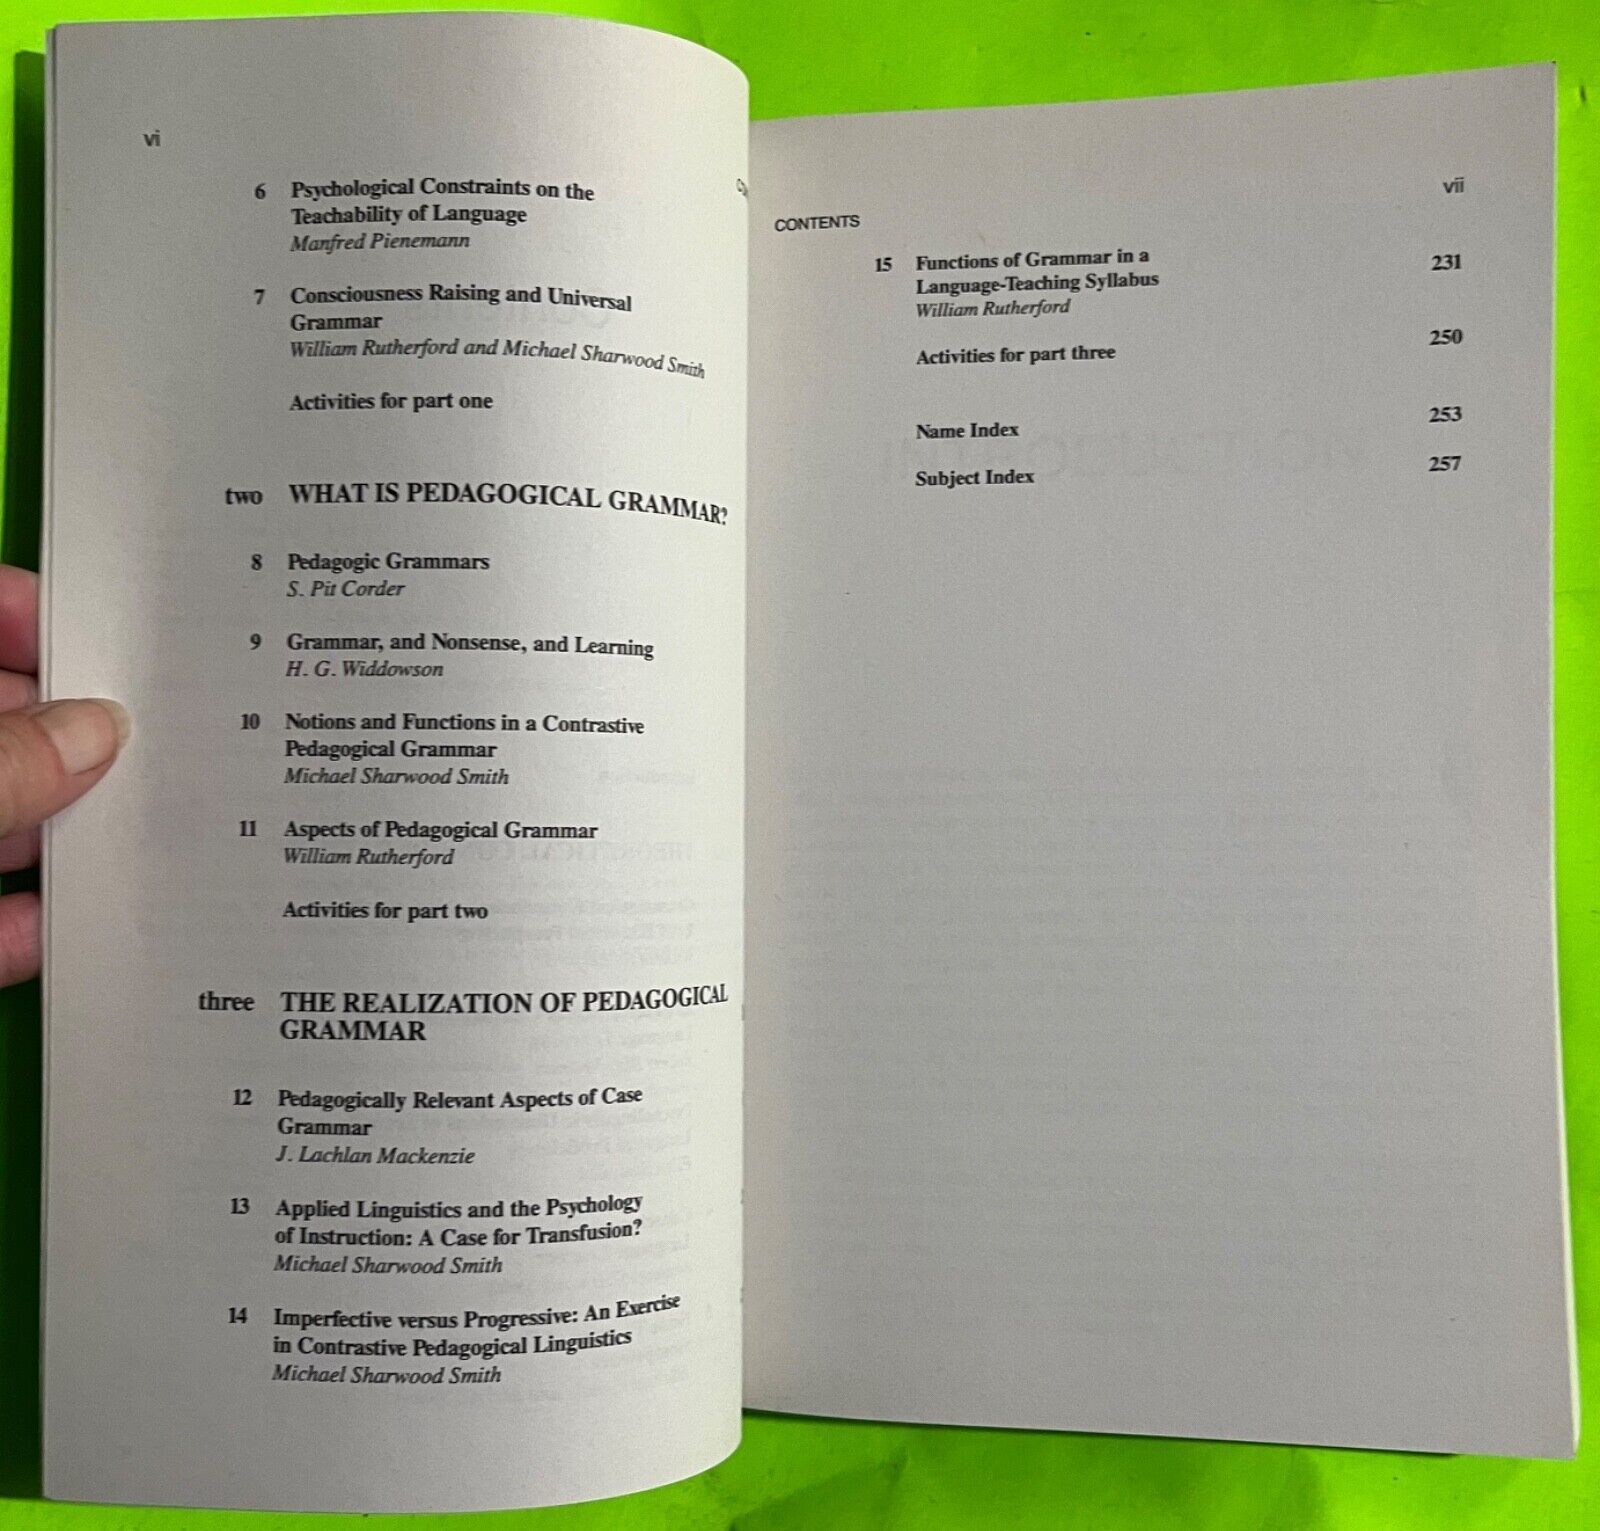 vi
6 Psychological Constraints on the
Teachability of Language
Manfred Pienemann
7 Consciousness Raising and Universal
Grammar
William Rutherford and Michael Sharwood Smith
Activities for part one
two WHAT IS PEDAGOGICAL GRAMMAR?
8 Pedagogic Grammars
S. Pit Corder
9 Grammar, and Nonsense, and Learning
H. G. Widdowson
10 Notions and Functions in a Contrastive
Pedagogical Grammar
Michael Sharwood Smith
11 Aspects of Pedagogical Grammar
William Rutherford
Activities for part two
three THE REALIZATION OF PEDAGOGICAL
GRAMMAR
12 Pedagogically Relevant Aspects of Case
Grammar
J. Lachlan Mackenzie
13 Applied Linguistics and the Psychology
of Instruction: A Case for Transfusion?
Michael Sharwood Smith
14 Imperfective versus Progressive: An Exercise
in Contrastive Pedagogical Linguistics
Michael Sharwood Smith
CONTENTS vii
15 Functions of Grammar in a 231
Language-Teaching Syllabus
William Rutherford
Activities for part three 250
Name Index 253
Subject Index 257